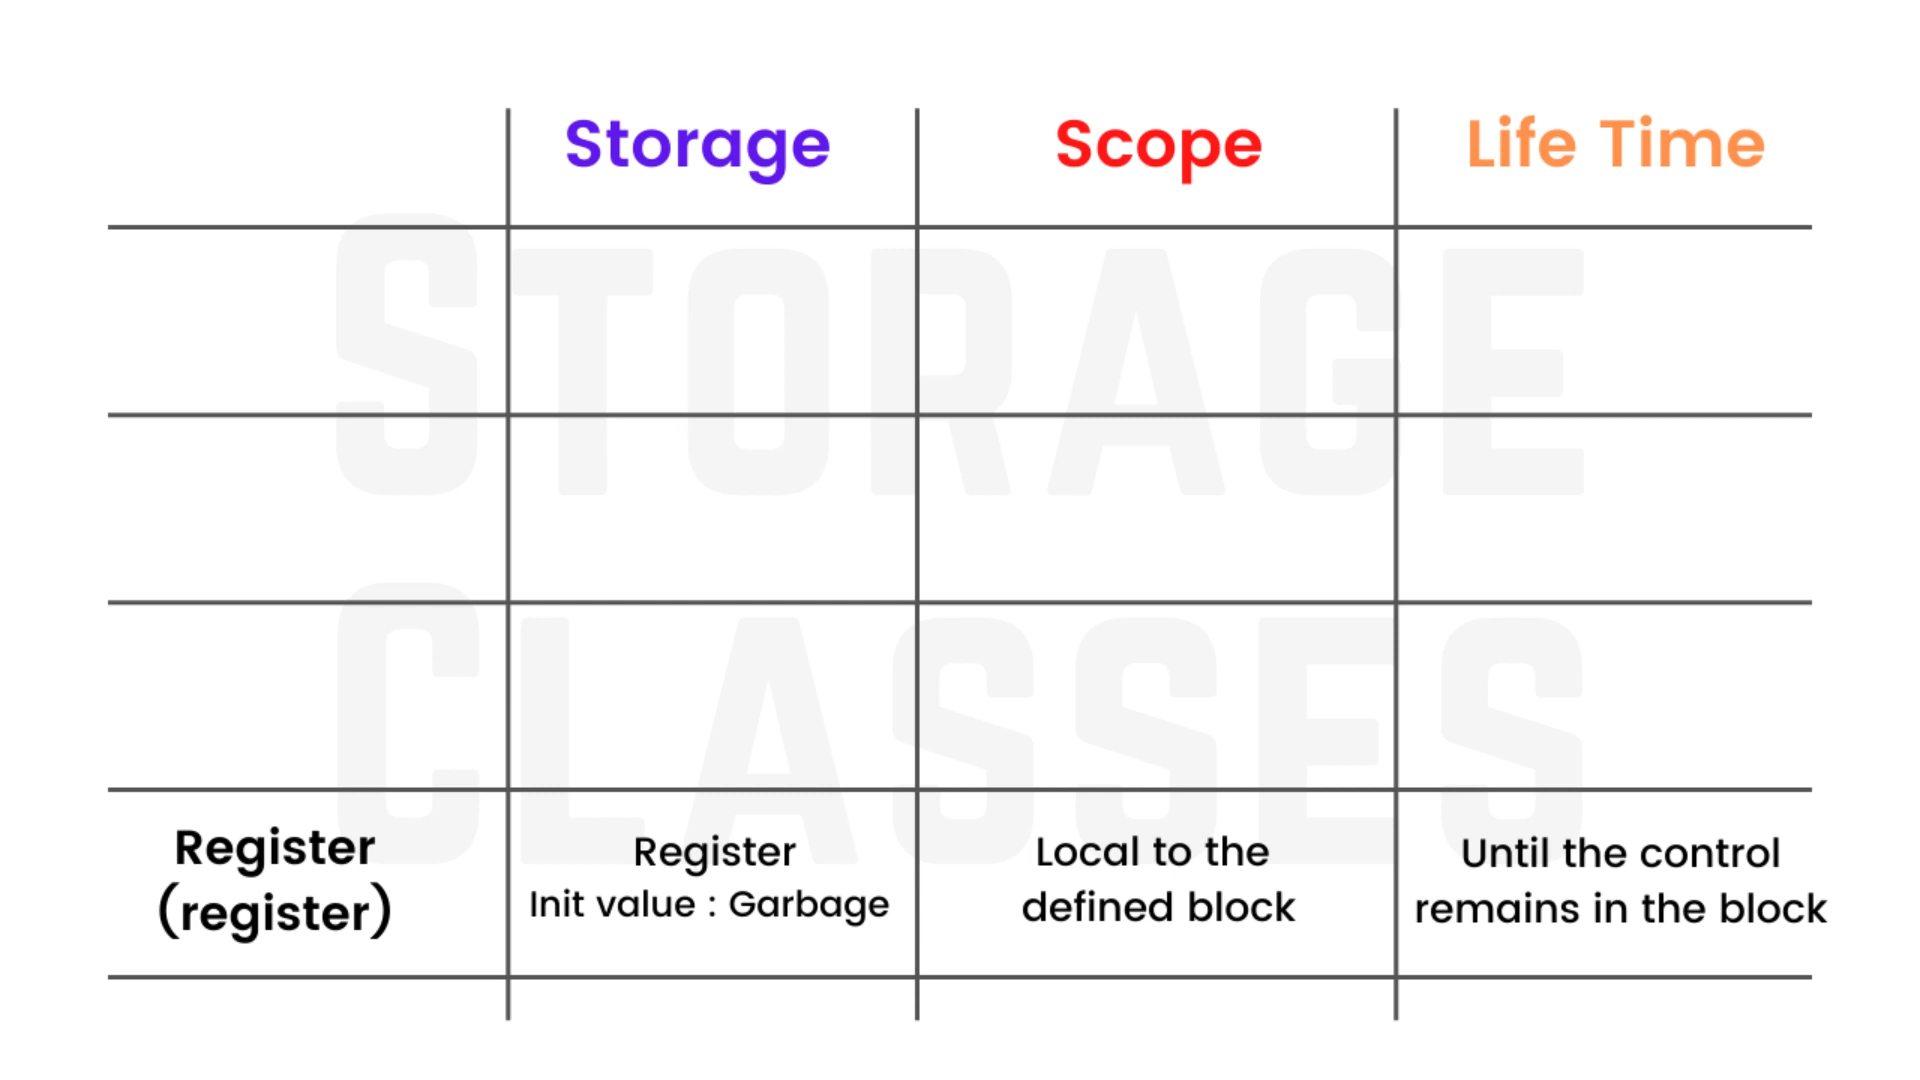 Storage
Scope
Life Time
STORAGE
CLASSES
Register
(register)
Register
Init value : Garbage
Local to the
defined block
Until the control
remains in the block